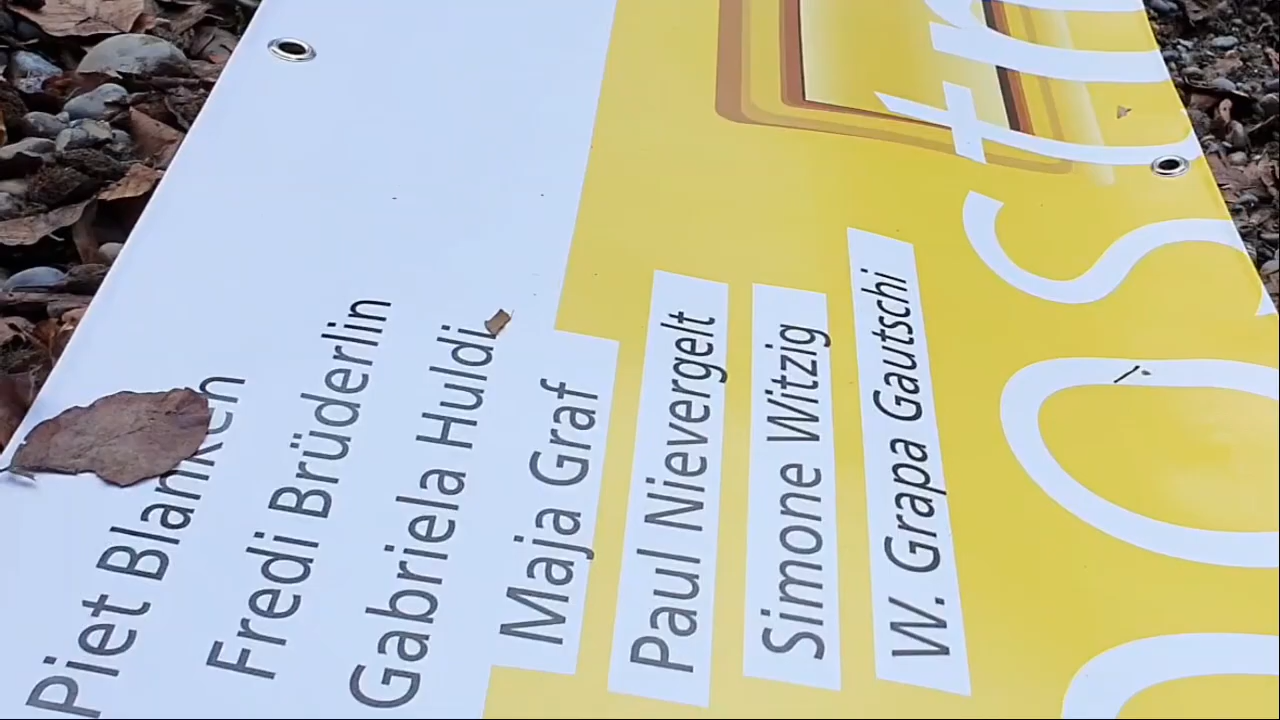 Piet Blanken
Fredi Brüderlin
Gabriela Huldi
Maja Graf
Paul Nievergelt
Simone Witzig
W. Grapa Gautschi